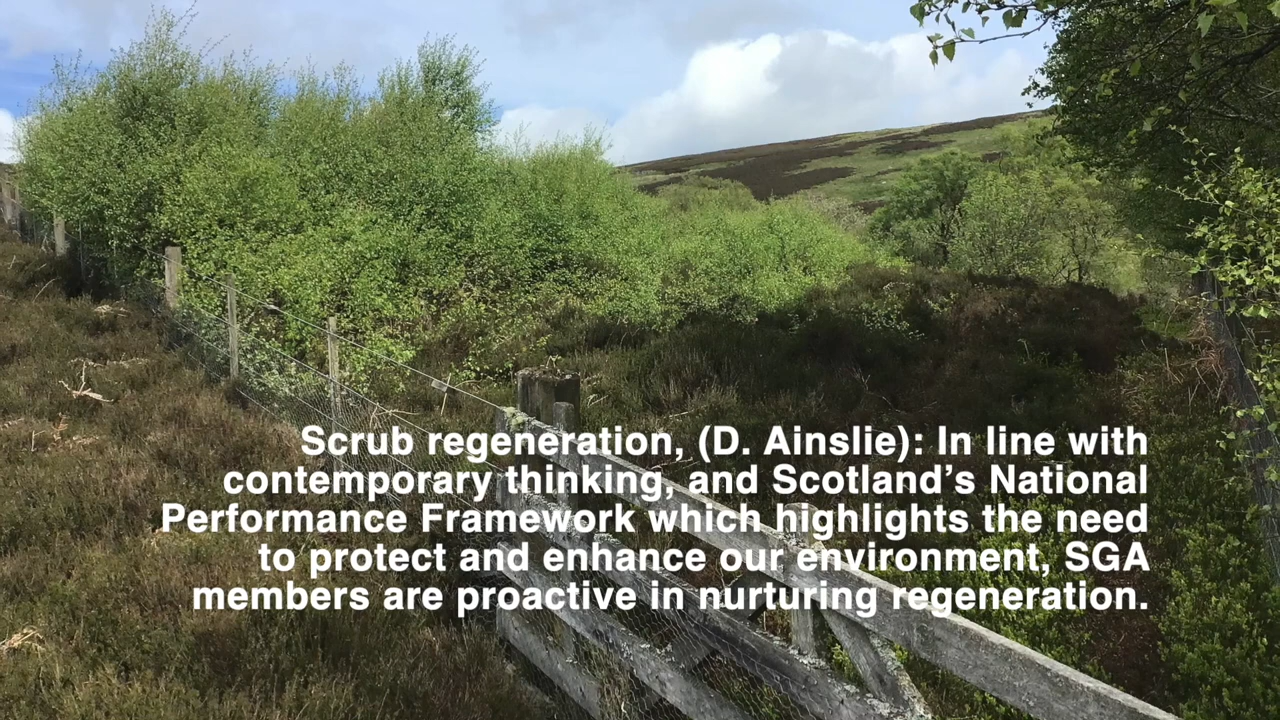 Scrub regeneration, (D. Ainslie): In line with
contemporary thinking, and Scotland’s National
Performance Framework which highlights the need
to protect and enhance our environment, SGA
members are proactive in nurturing regeneration.